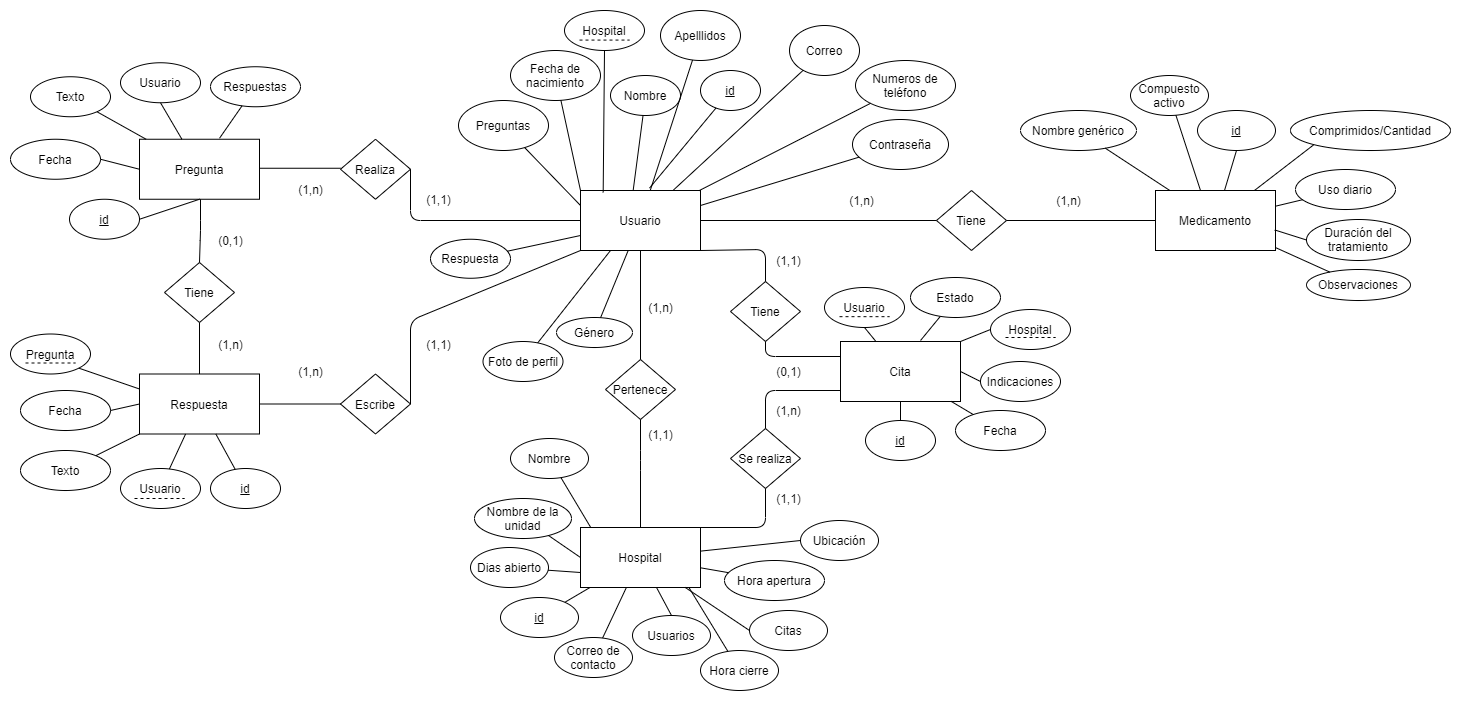 Hospital
Apelllidos
Correo
Fecha de
nacimiento
Nombre
id
Numeros de
teléfono
Preguntas
Contraseña
Texto
Usuario
Respuestas
Fecha
Pregunta
id
(1,n)
Realiza
(1,1)
Usuario
(1,n)
Tiene
(1,n)
Compuesto
activo
Nombre genérico
id
Comprimidos/Cantidad
Medicamento
Uso diario
Duración del
tratamiento
Observaciones
(0,1)
Tiene
(1,n)
Respuesta
Foto de perfil
Género
(1,n)
Pertenece
(1,1)
(1,1)
Tiene
(0,1)
Usuario
Estado
Hospital
Cita
Indicaciones
Fecha
id
(1,n)
Se realiza
(1,1)
Pregunta
Fecha
Texto
Usuario
id
Respuesta
(1,n)
Escribe
(1,1)
Nombre
Nombre de la
unidad
Dias abierto
id
Hospital
Correo de
contacto
Usuarios
Hora cierre
Citas
Hora apertura
Ubicación